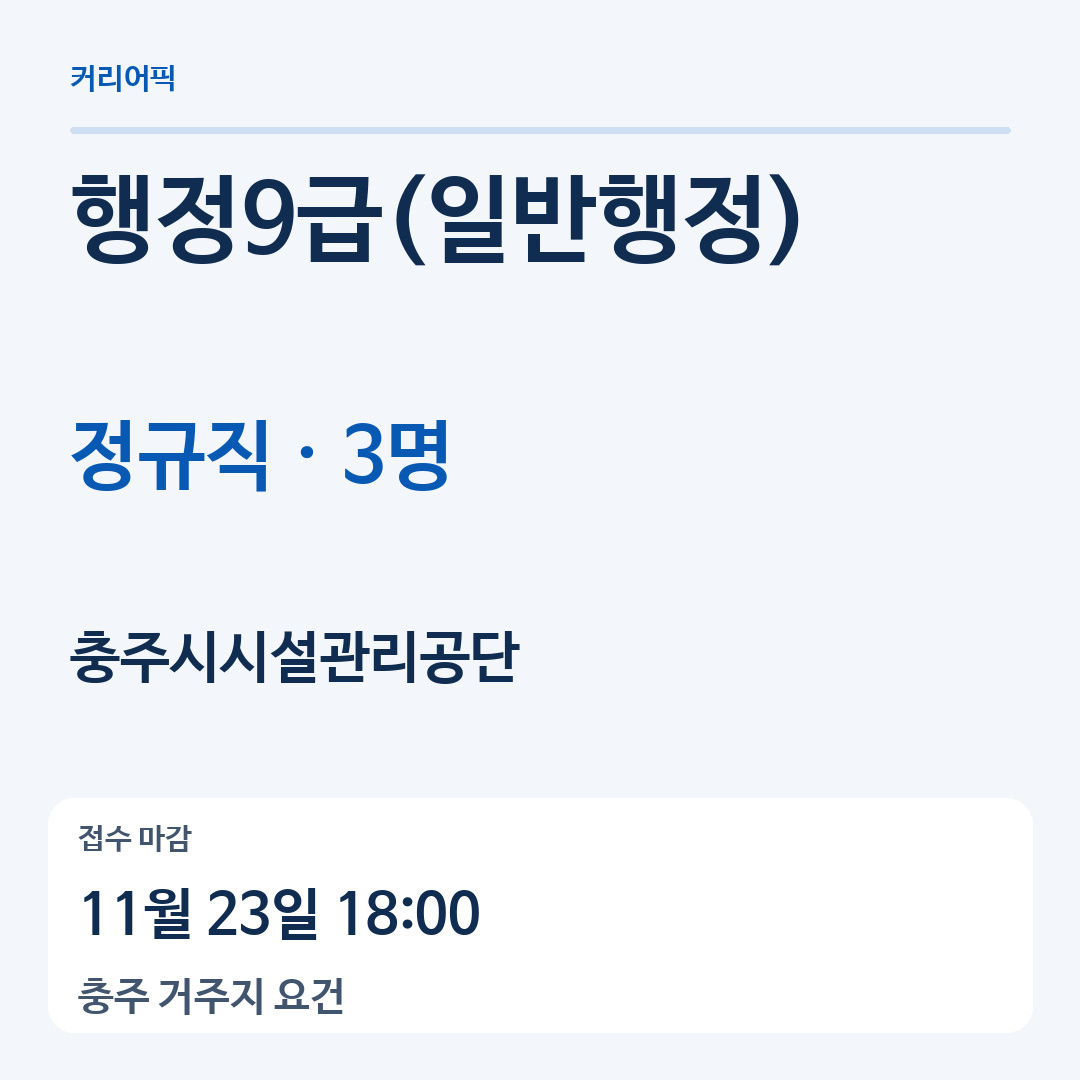 커리어픽
행정9급(일반행정)
정규직 · 3명
충주시시설관리공단
접수 마감
11월 23일 18:00
충주 거주지 요건